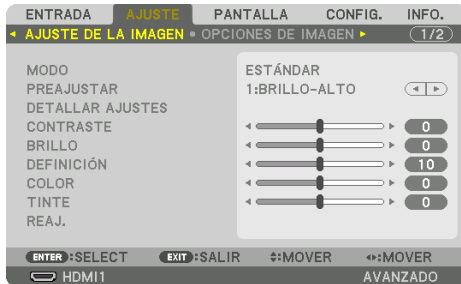 ENTRADA AJUSTE PANTALLA CONFIG. INFO.
AJUSTE DE LA IMAGEN • OPCIONES DE IMAGEN 1/2
MODO ESTÁNDAR
PREAJUSTAR 1:BRILLO-ALTO
DETALLAR AJUSTES
CONTRASTE 0
BRILLO 0
DEFINICIÓN 10
COLOR 0
TINTE 0
REAJ.
ENTER:SELECT EXIT:SALIR :MOVER :MOVER
HDMI1 AVANZADO